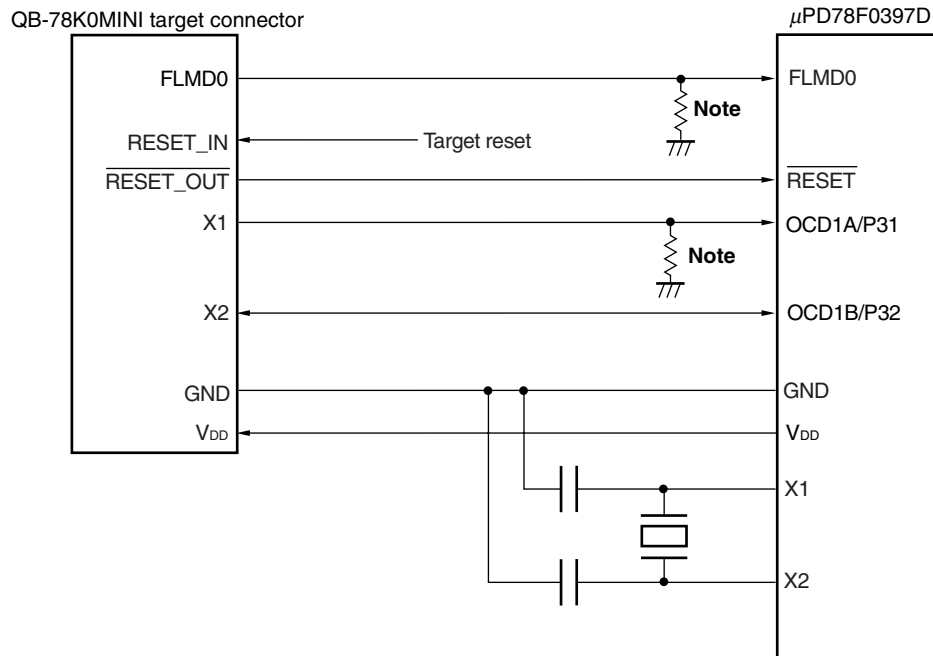 QB-78K0MINI target connector
μPD78F0397D
FLMD0
FLMD0
Note
RESET_IN
Target reset
RESET_OUT
RESET
X1
OCD1A/P31
Note
X2
OCD1B/P32
GND
GND
VDD
VDD
X1
X2